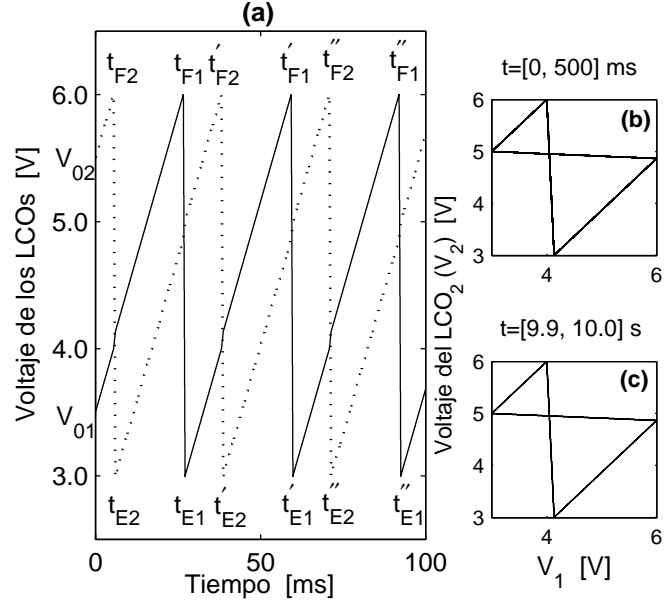 (a)
t_F2 t_F1 t'_F2 t'_F1 t''_F2 t''_F1
6.0
V_02
5.0
4.0
V_01
3.0
t_E2 t_E1 t'_E2 t'_E1 t''_E2 t''_E1
0 50 100
Tiempo [ms]
Voltaje de los LCOs [V]
t=[0, 500] ms
(b)
6
5
4
3
4 6
Voltaje del LCO_2 (V_2) [V]
t=[9.9, 10.0] s
(c)
6
5
4
3
4 6
V_1 [V]